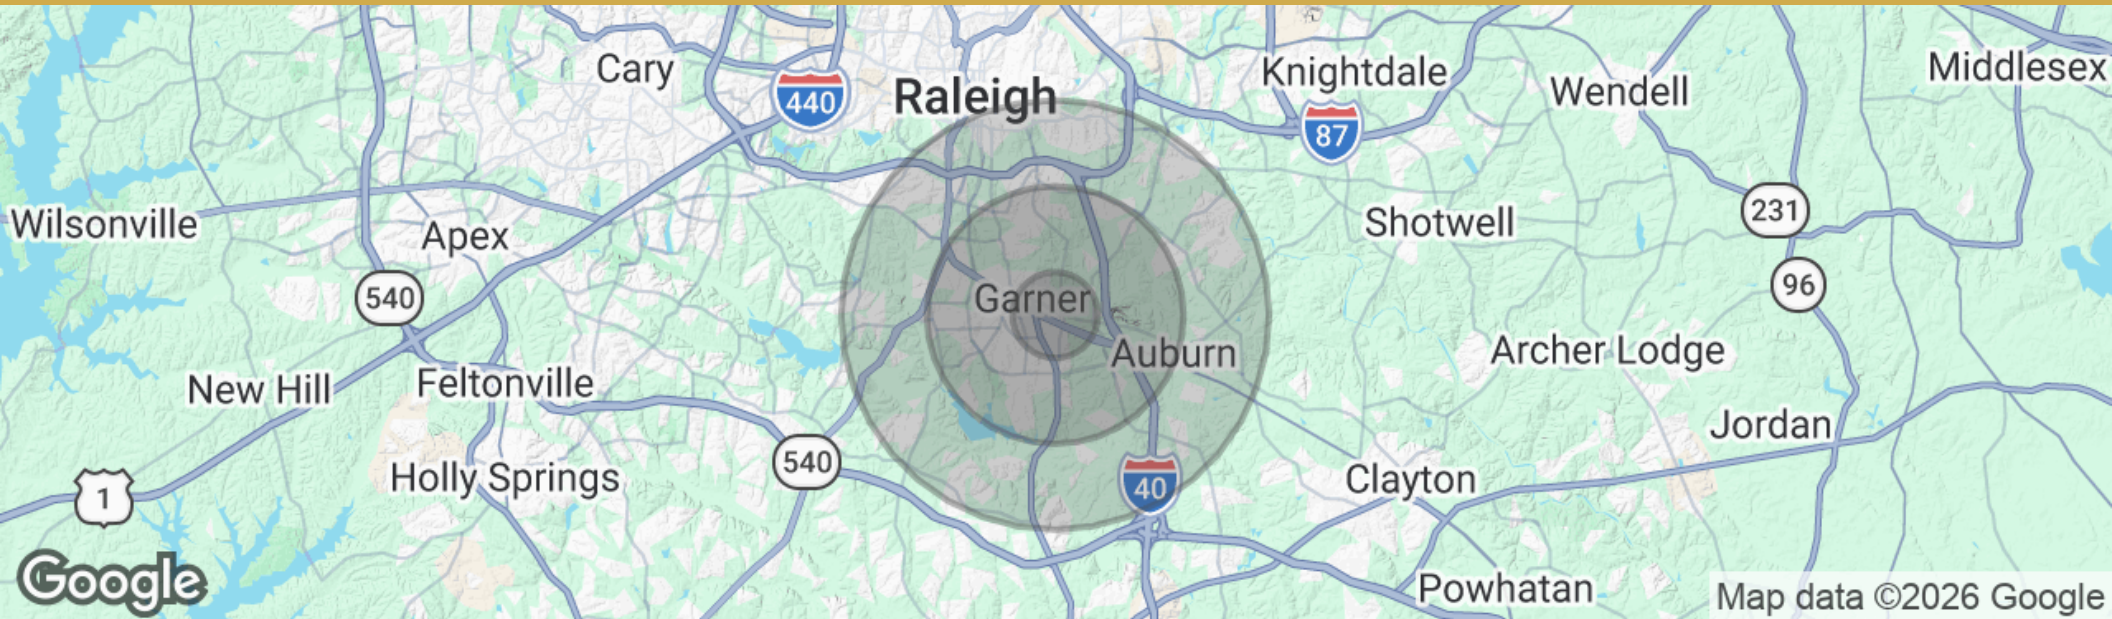 Cary
440
Raleigh
Knightdale
87
Wendell
Middlesex
Wilsonville
Apex
Shotwell
231
540
Garner
96
Auburn
Archer Lodge
New Hill
Feltonville
Jordan
540
Holly Springs
1
40
Clayton
Google
Powhatan
Map data ©2026 Google